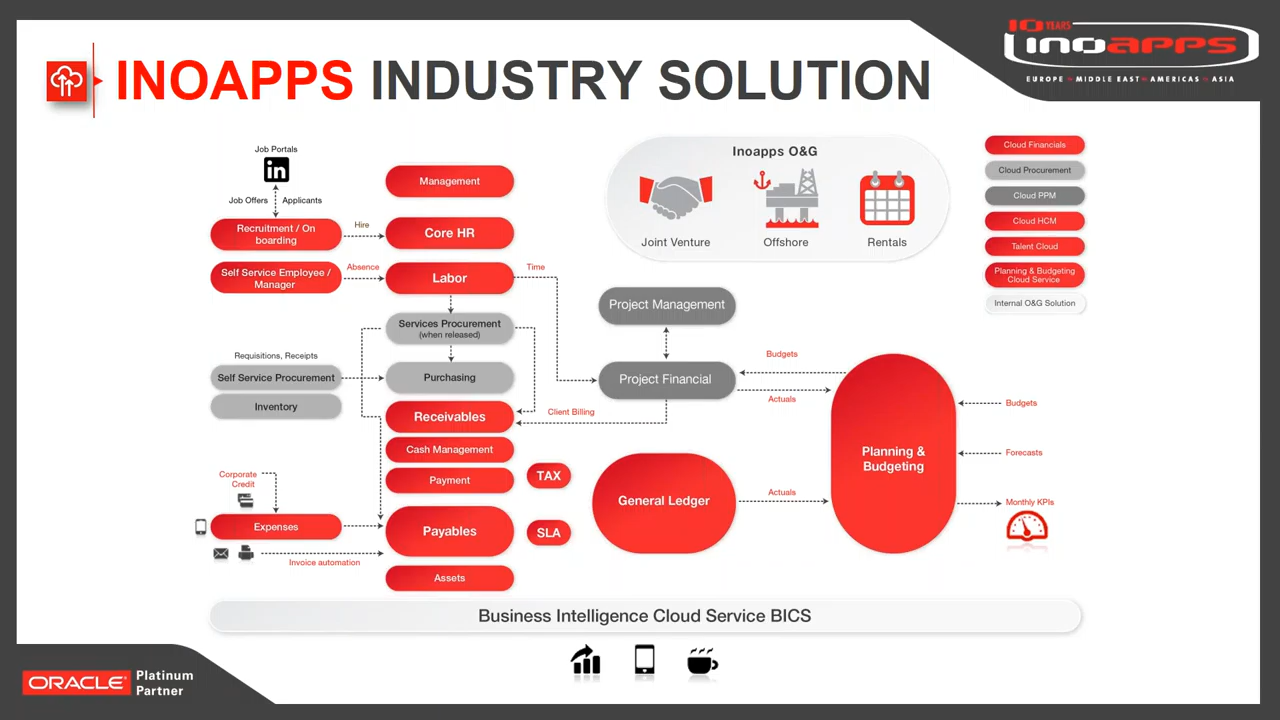 INOAPPS INDUSTRY SOLUTION
10 YEARS
inoapps
EUROPE MIDDLE EAST AMERICAS ASIA
Job Portals
in
Job Offers
Applicants
Recruitment / On
boarding
Hire
Self Service Employee /
Manager
Absence
Management
Core HR
Labor
Time
Services Procurement
(when released)
Requisitions, Receipts
Self Service Procurement
Inventory
Purchasing
Receivables
Cash Management
Payment
TAX
Corporate
Credit
Expenses
Payables
SLA
Invoice automation
Assets
Inoapps O&G
Joint Venture
Offshore
Rentals
Project Management
Project Financial
Client Billing
General Ledger
Budgets
Actuals
Actuals
Planning &
Budgeting
Budgets
Forecasts
Monthly KPIs
Cloud Financials
Cloud Procurement
Cloud PPM
Cloud HCM
Talent Cloud
Planning & Budgeting
Cloud Service
Internal O&G Solution
Business Intelligence Cloud Service BICS
ORACLE
Platinum
Partner